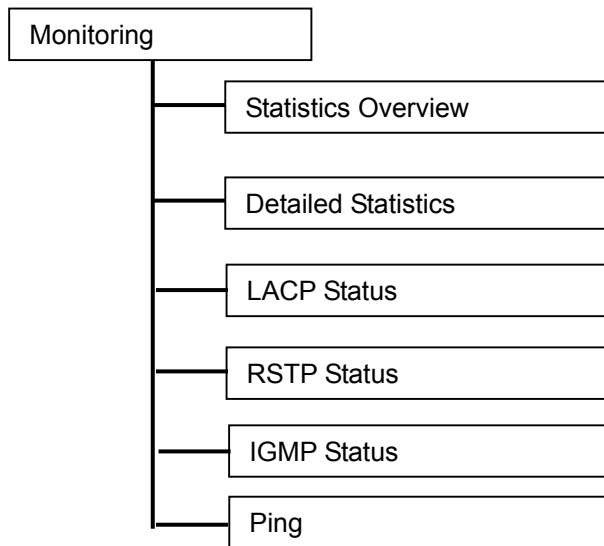 Monitoring
Statistics Overview
Detailed Statistics
LACP Status
RSTP Status
IGMP Status
Ping